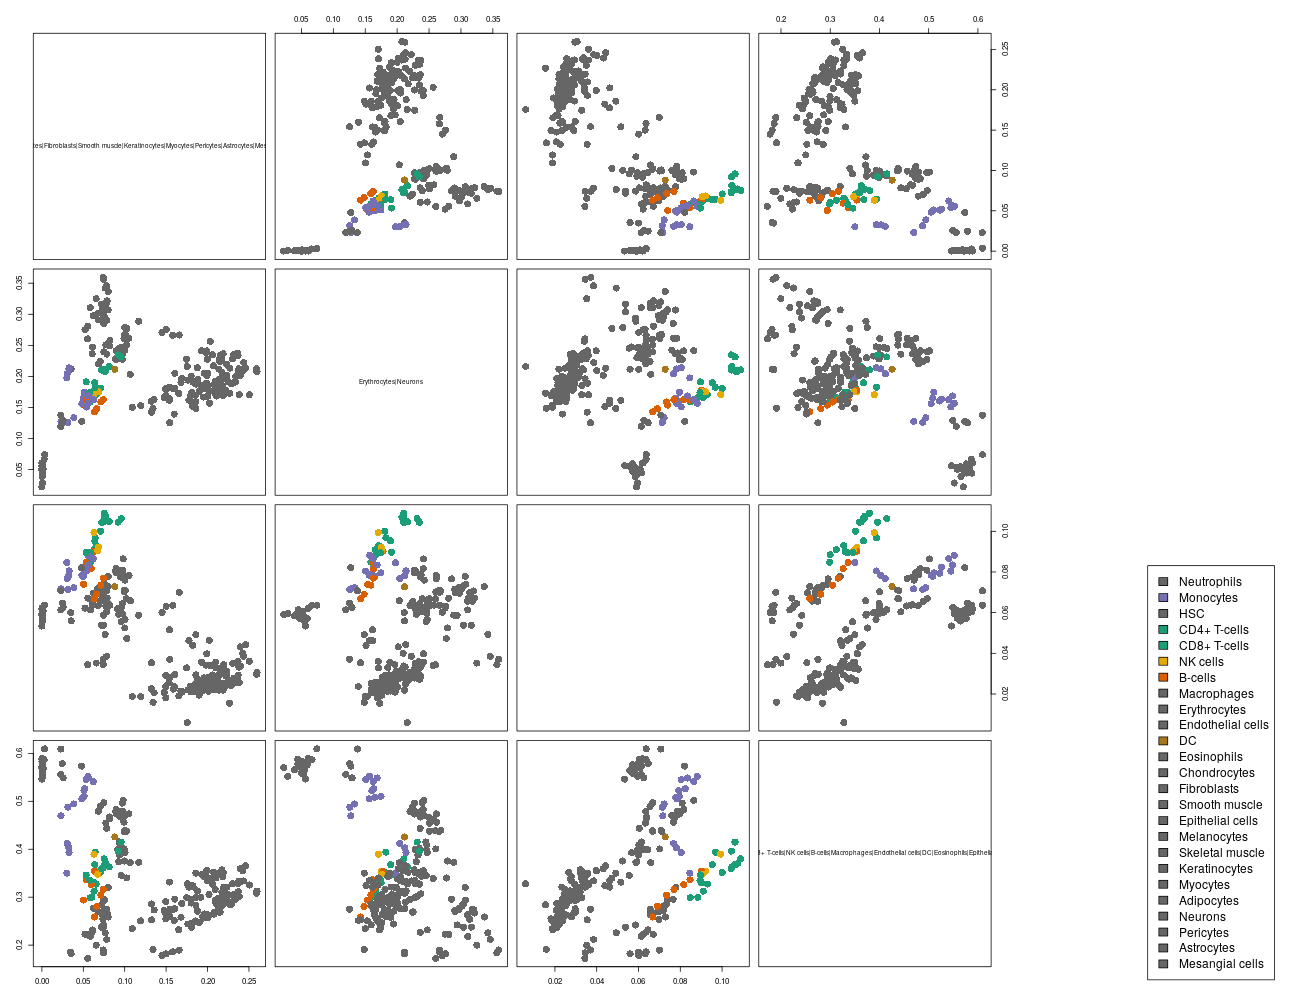 0.05 0.15 0.20 0.25 0.35
0.2 0.3 0.4 0.5 0.6
tes|Fibroblasts|Smooth muscle|Keratinocytes|Myocytes|Pericytes|Astrocytes|Mes
0.00 0.05 0.10 0.15 0.20 0.25
0.05 0.10 0.15 0.20 0.25 0.30 0.35
Erythrocytes|Neurons
0.02 0.04 0.06 0.08 0.10
0.2 0.3 0.4 0.5 0.6
T-cells|NK cells|B-cells|Macrophages|Endothelial cells|DC|Eosinophils|Epithelia
0.00 0.05 0.10 0.15 0.20 0.25
0.02 0.04 0.06 0.08 0.10
Neutrophils
Monocytes
HSC
CD4+ T-cells
CD8+ T-cells
NK cells
B-cells
Macrophages
Erythrocytes
Endothelial cells
DC
Eosinophils
Chondrocytes
Fibroblasts
Smooth muscle
Epithelial cells
Melanocytes
Skeletal muscle
Keratinocytes
Myocytes
Adipocytes
Neurons
Pericytes
Astrocytes
Mesangial cells